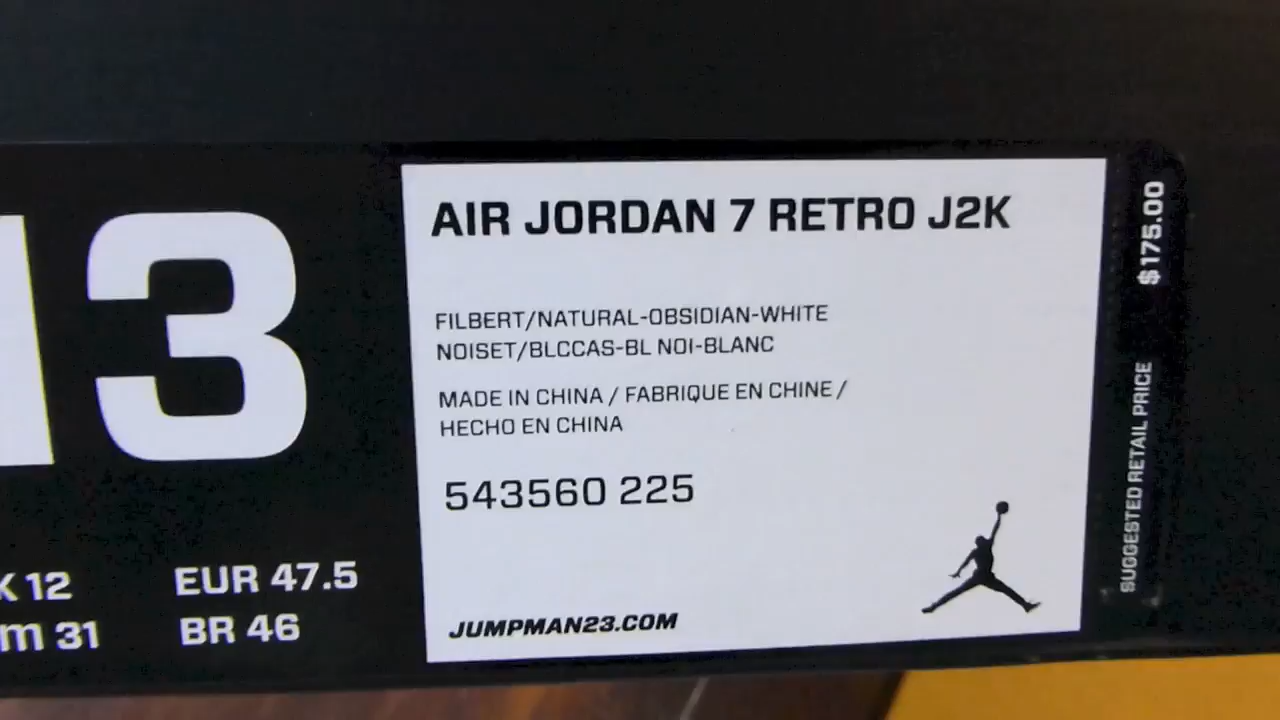 13
K 12
EUR 47.5
m 31
BR 46
AIR JORDAN 7 RETRO J2K
FILBERT/NATURAL-OBSIDIAN-WHITE
NOISET/BLCCAS-BL NOI-BLANC
MADE IN CHINA / FABRIQUE EN CHINE /
HECHO EN CHINA
543560 225
JUMPMAN23.COM
SUGGESTED RETAIL PRICE $175.00